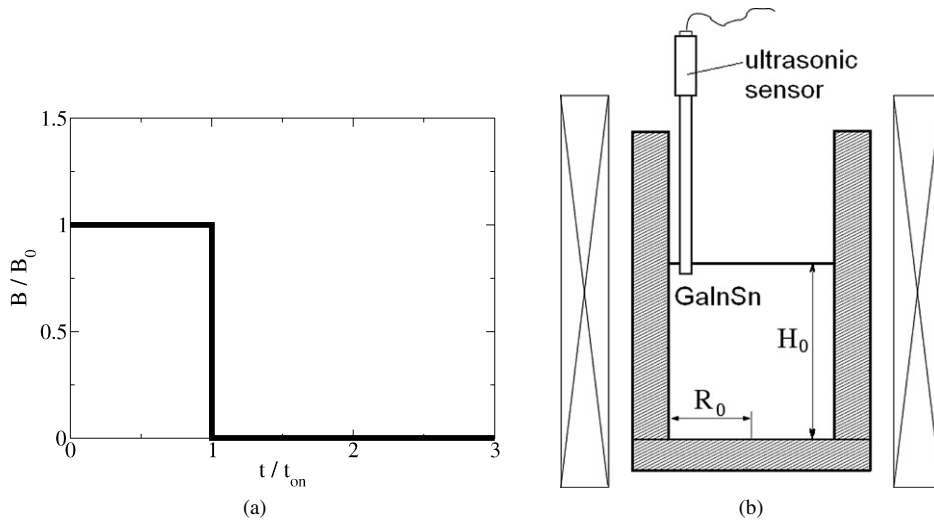 1.5
1
0.5
0
B / B₀
0 1 2 3
t / tₒₙ
(a)
ultrasonic
sensor
GaInSn
H₀
R₀
(b)